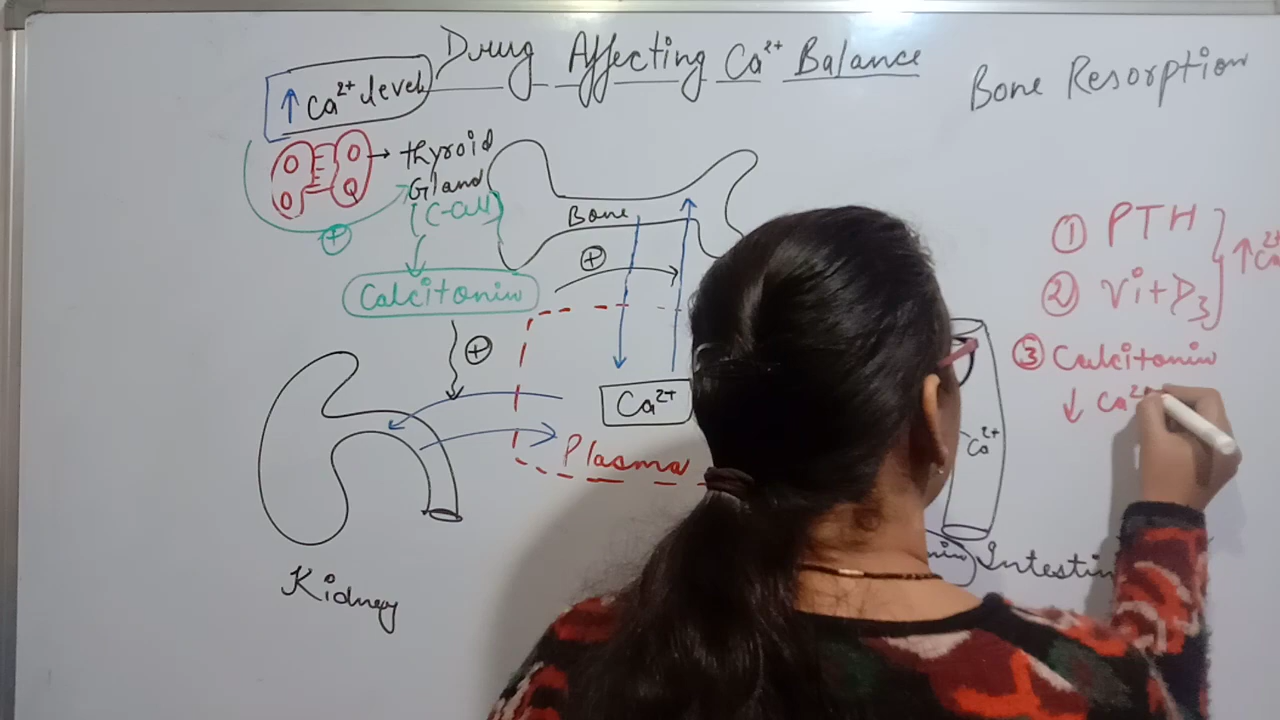 Drug Affecting Ca²⁺ Balance
Bone Resorption
↑ Ca²⁺ level
→ thyroid
Gland
(C-Cell)
+
Calcitonin
+
Bone
+
Ca²⁺
Plasma
Kidney
① PTH
② Vit D₃
↑ Ca²⁺
③ Calcitonin
↓ Ca²⁺
Ca²⁺
Intestin